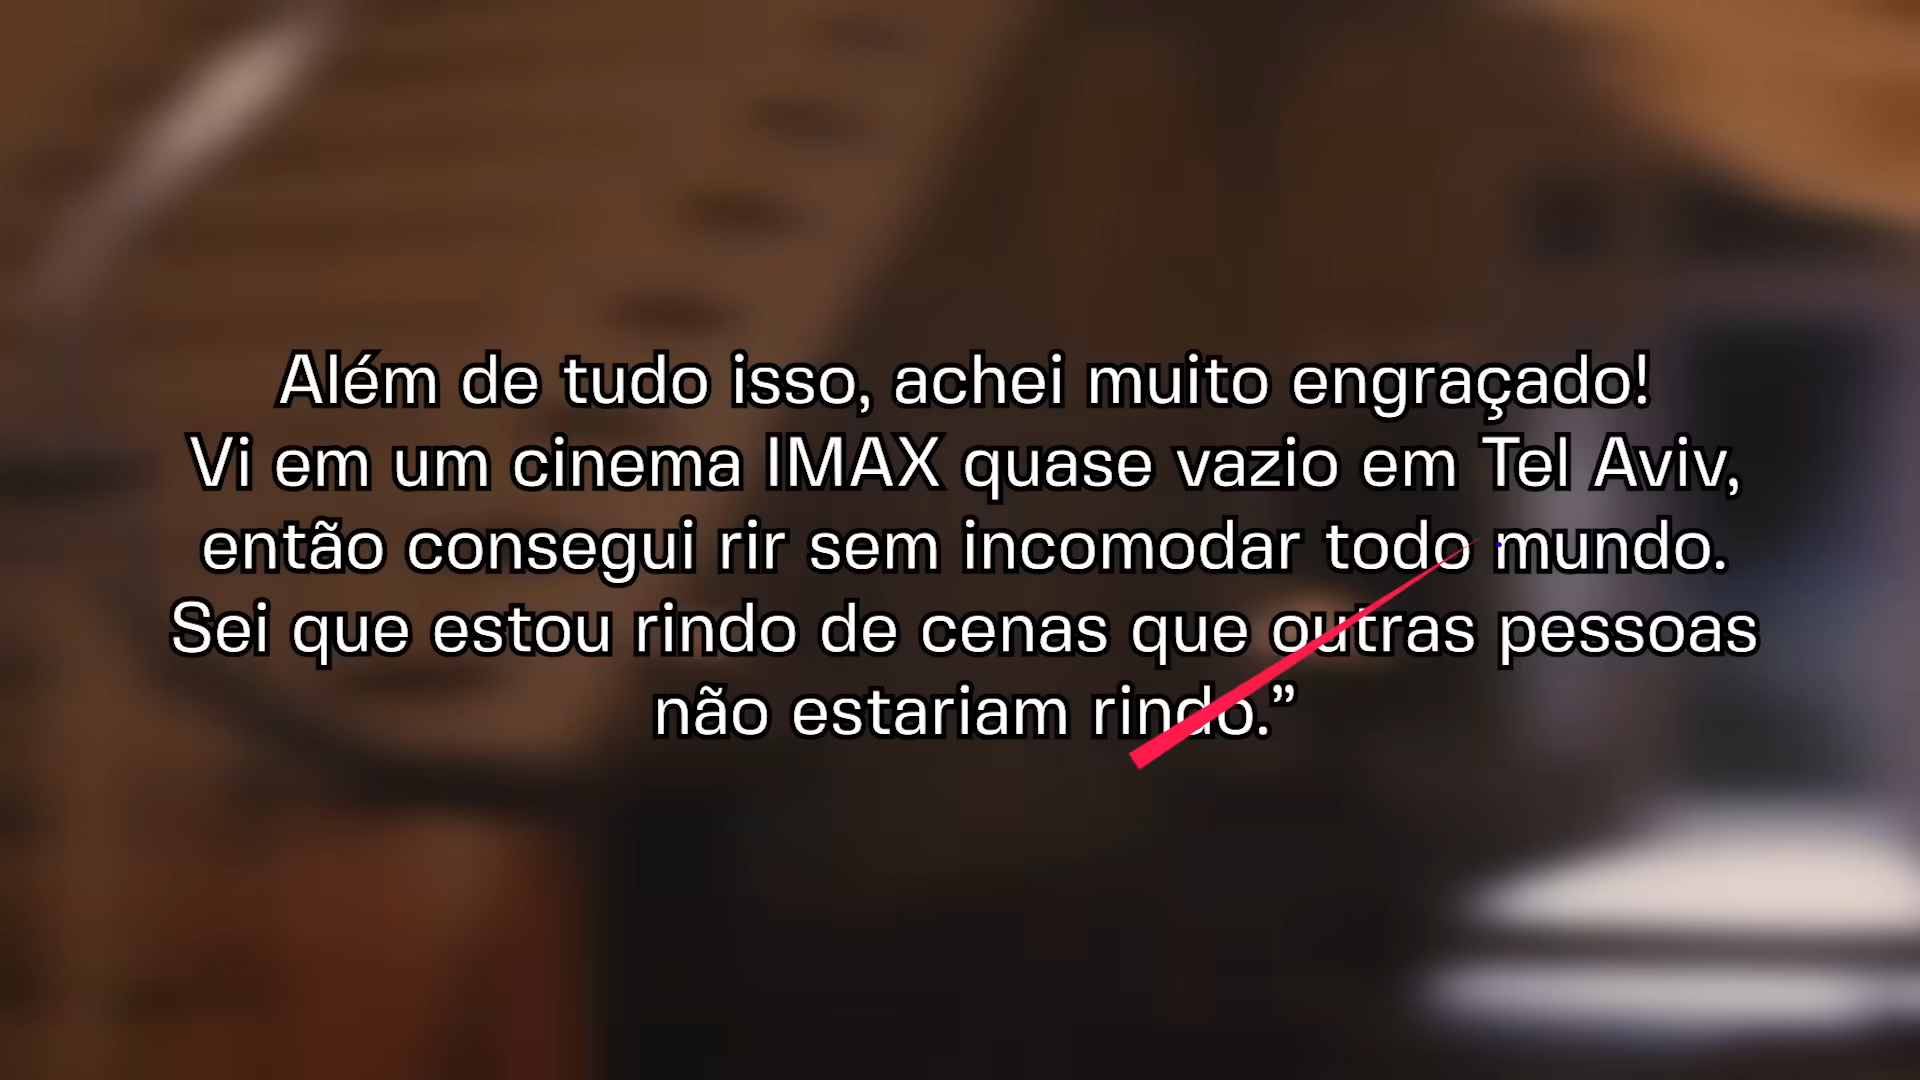 Além de tudo isso, achei muito engraçado!
Vi em um cinema IMAX quase vazio em Tel Aviv,
então consegui rir sem incomodar todo mundo.
Sei que estou rindo de cenas que outras pessoas
não estariam rindo.”